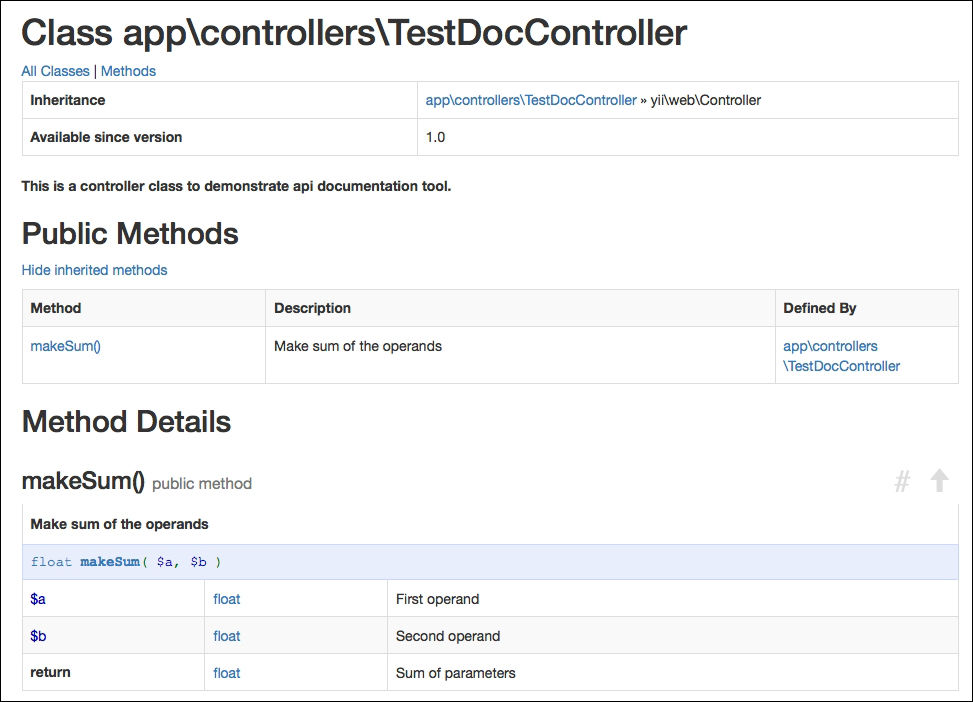 Class app\controllers\TestDocController
All Classes | Methods
Inheritance app\controllers\TestDocController » yii\web\Controller
Available since version 1.0
This is a controller class to demonstrate api documentation tool.
Public Methods
Hide inherited methods
Method Description Defined By
makeSum() Make sum of the operands app\controllers
\TestDocController
Method Details
makeSum() public method #
Make sum of the operands
float makeSum( $a, $b )
$a float First operand
$b float Second operand
return float Sum of parameters